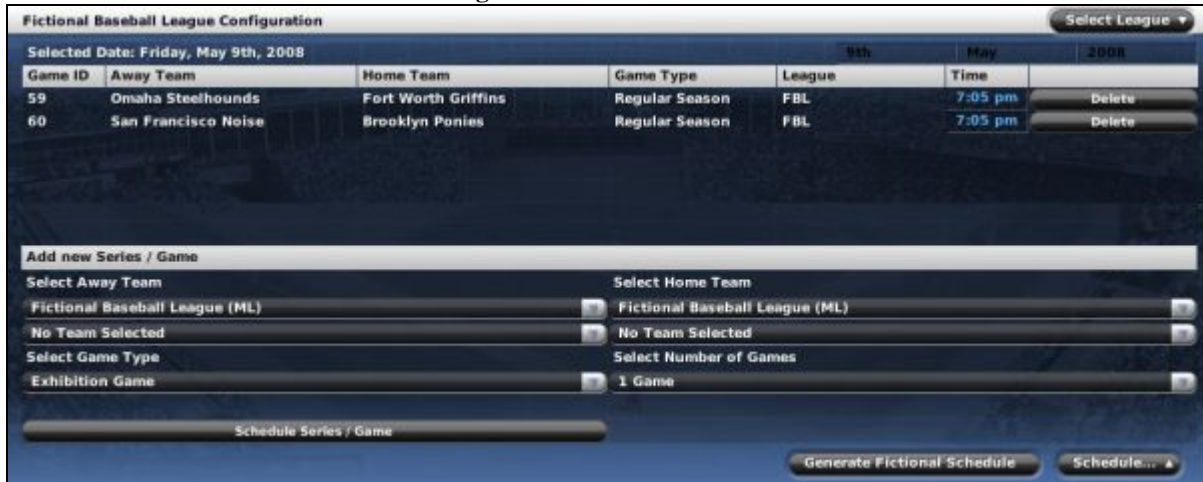 Fictional Baseball League Configuration Select League
Selected Date: Friday, May 9th, 2008 9th May 2008
Game ID Away Team Home Team Game Type League Time
59 Omaha Steelhounds Fort Worth Griffins Regular Season FBL 7:05 pm Delete
60 San Francisco Noise Brooklyn Ponies Regular Season FBL 7:05 pm Delete
Add new Series / Game
Select Away Team Select Home Team
Fictional Baseball League (ML) Fictional Baseball League (ML)
No Team Selected No Team Selected
Select Game Type Select Number of Games
Exhibition Game 1 Game
Schedule Series / Game
Generate Fictional Schedule Schedule...